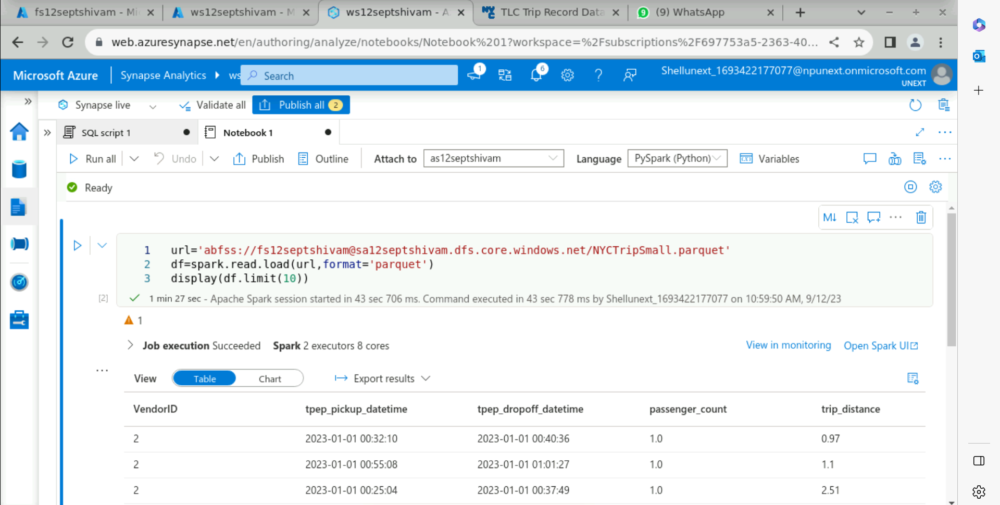 fs12septshivam - Mi
ws12septshivam - M
ws12septshivam - A
TLC Trip Record Data
(9) WhatsApp
web.azuresynapse.net/en/authoring/analyze/notebooks/Notebook%201?workspace=%2Fsubscriptions%2F697753a5-2363-40...
Microsoft Azure
Synapse Analytics
ws
Search
1
6
Shellunext_1693422177077@npunext.onmicrosoft.com
UNEXT
Synapse live
Validate all
Publish all 2
SQL script 1
Notebook 1
Run all
Undo
Publish
Outline
Attach to
as12septshivam
Language
PySpark (Python)
Variables
Ready
M↓
1 url='abfss://fs12septshivam@sa12septshivam.dfs.core.windows.net/NYCTripSmall.parquet'
2 df=spark.read.load(url,format='parquet')
3 display(df.limit(10))
[2]
1 min 27 sec - Apache Spark session started in 43 sec 706 ms. Command executed in 43 sec 778 ms by Shellunext_1693422177077 on 10:59:50 AM, 9/12/23
1
Job execution Succeeded Spark 2 executors 8 cores
View in monitoring
Open Spark UI
View
Table
Chart
Export results
VendorID tpep_pickup_datetime tpep_dropoff_datetime passenger_count trip_distance
2 2023-01-01 00:32:10 2023-01-01 00:40:36 1.0 0.97
2 2023-01-01 00:55:08 2023-01-01 01:01:27 1.0 1.1
2 2023-01-01 00:25:04 2023-01-01 00:37:49 1.0 2.51